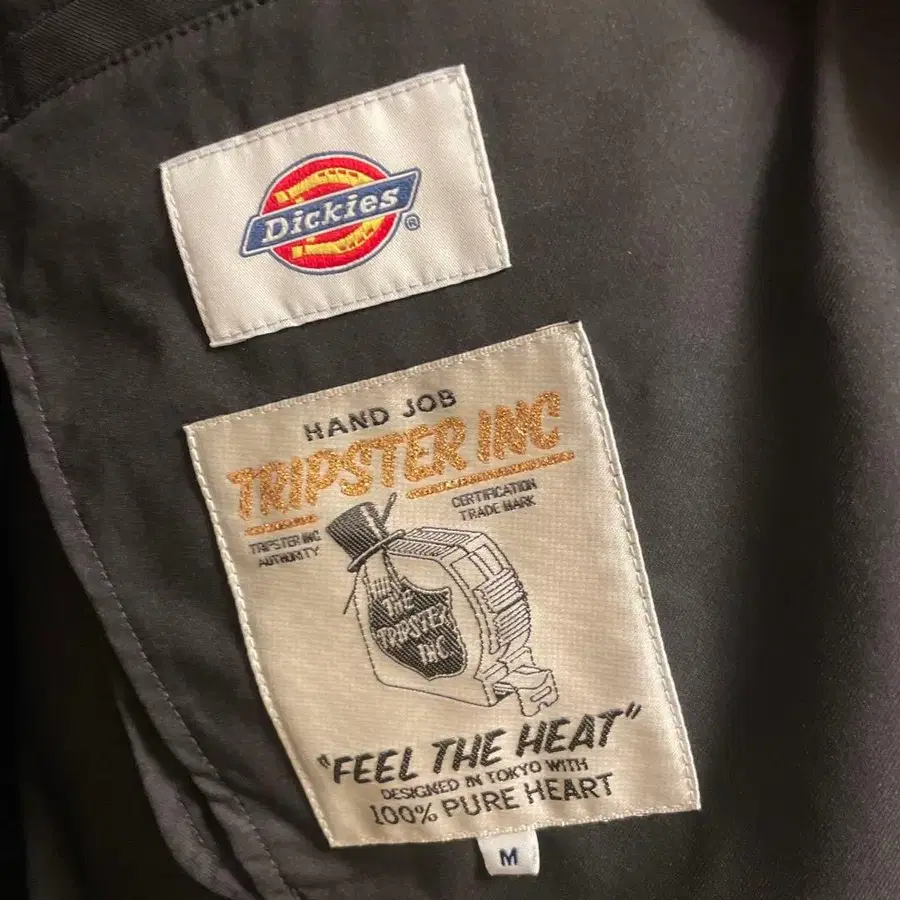 Dickies®
HAND JOB
TRIPSTER INC
TRIPSTER INC
AUTHORITY
CERTIFICATION
TRADE MARK
THE
TRIPSTER
INC
"FEEL THE HEAT"
DESIGNED IN TOKYO WITH
100% PURE HEART
M